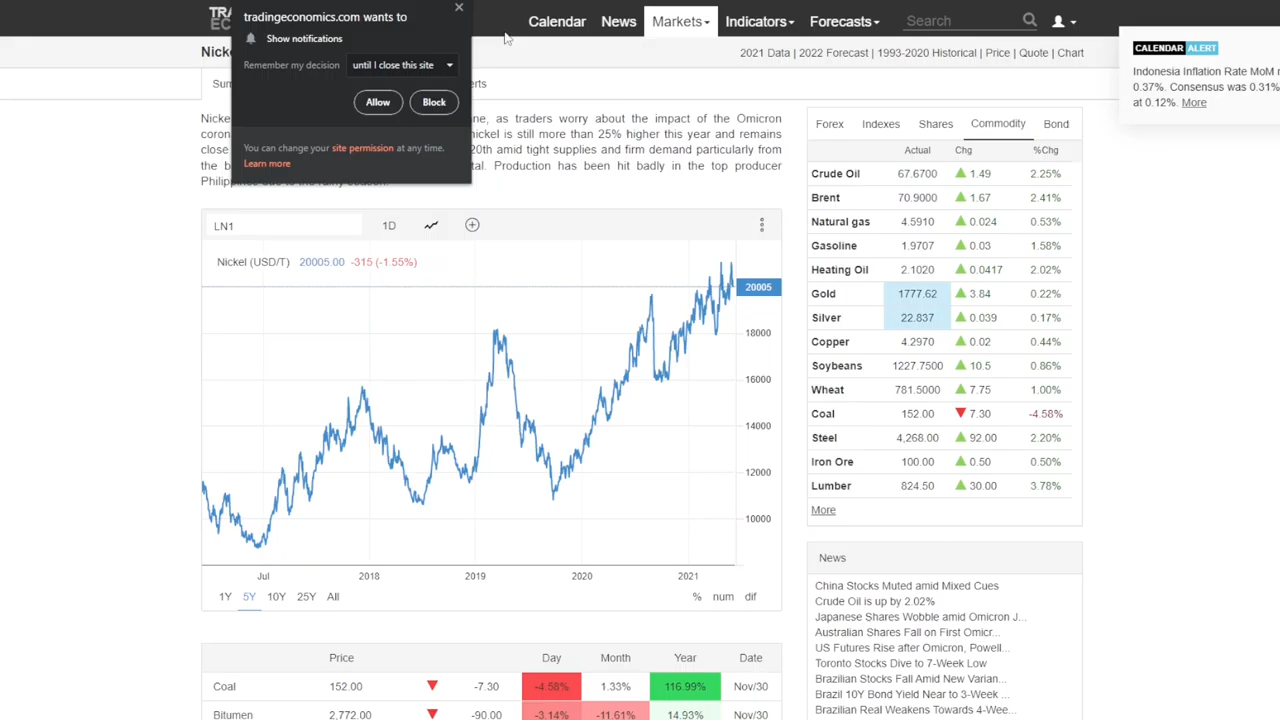 TRA
EC
Calendar
News
Markets
Indicators
Forecasts
Search
tradingeconomics.com wants to
Show notifications
Remember my decision
until I close this site
Allow
Block
You can change your site permission at any time.
Learn more
Nickel
2021 Data | 2022 Forecast | 1993-2020 Historical | Price | Quote | Chart
CALENDAR ALERT
Indonesia Inflation Rate MoM
0.37%. Consensus was 0.31%
at 0.12%. More
as traders worry about the impact of the Omicron
nickel is still more than 25% higher this year and remains
close 20th amid tight supplies and firm demand particularly from
the Production has been hit badly in the top producer
Philippines due to the rainy season.
LN1
1D
Nickel (USD/T) 20005.00 -315 (-1.55%)
20005
18000
16000
14000
12000
10000
Jul 2018 2019 2020 2021
1Y 5Y 10Y 25Y All
% num dif
Forex Indexes Shares Commodity Bond
Actual Chg %Chg
Crude Oil 67.6700 1.49 2.25%
Brent 70.9000 1.67 2.41%
Natural gas 4.5910 0.024 0.53%
Gasoline 1.9707 0.03 1.58%
Heating Oil 2.1020 0.0417 2.02%
Gold 1777.62 3.84 0.22%
Silver 22.837 0.039 0.17%
Copper 4.2970 0.02 0.44%
Soybeans 1227.7500 10.5 0.86%
Wheat 781.5000 7.75 1.00%
Coal 152.00 7.30 -4.58%
Steel 4,268.00 92.00 2.20%
Iron Ore 100.00 0.50 0.50%
Lumber 824.50 30.00 3.78%
More
News
China Stocks Muted amid Mixed Cues
Crude Oil is up by 2.02%
Japanese Shares Wobble amid Omicron J...
Australian Shares Fall on First Omicr...
US Futures Rise after Omicron, Powell...
Toronto Stocks Dive to 7-Week Low
Brazilian Stocks Fall Amid New Varian...
Brazil 10Y Bond Yield Near to 3-Week ...
Brazilian Real Weakens Towards 4-Wee...
Price Day Month Year Date
Coal 152.00 -7.30 -4.58% 1.33% 116.99% Nov/30
Bitumen 2,772.00 -90.00 -3.14% -11.61% 14.93% Nov/30